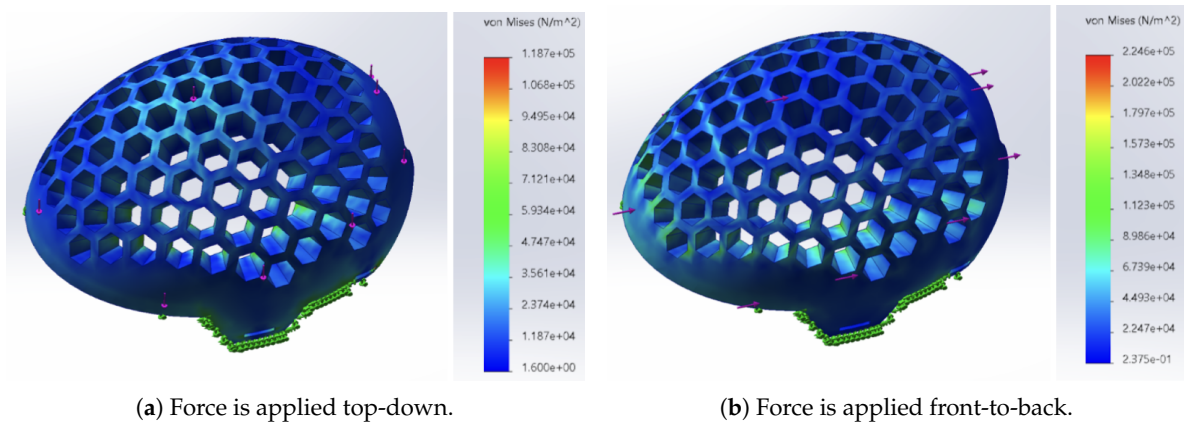 von Mises (N/m^2)
1.187e+05
1.068e+05
9.495e+04
8.308e+04
7.121e+04
5.934e+04
4.747e+04
3.561e+04
2.374e+04
1.187e+04
1.600e+00
von Mises (N/m^2)
2.246e+05
2.022e+05
1.797e+05
1.573e+05
1.348e+05
1.123e+05
8.986e+04
6.739e+04
4.493e+04
2.247e+04
2.375e-01
(a) Force is applied top-down.
(b) Force is applied front-to-back.